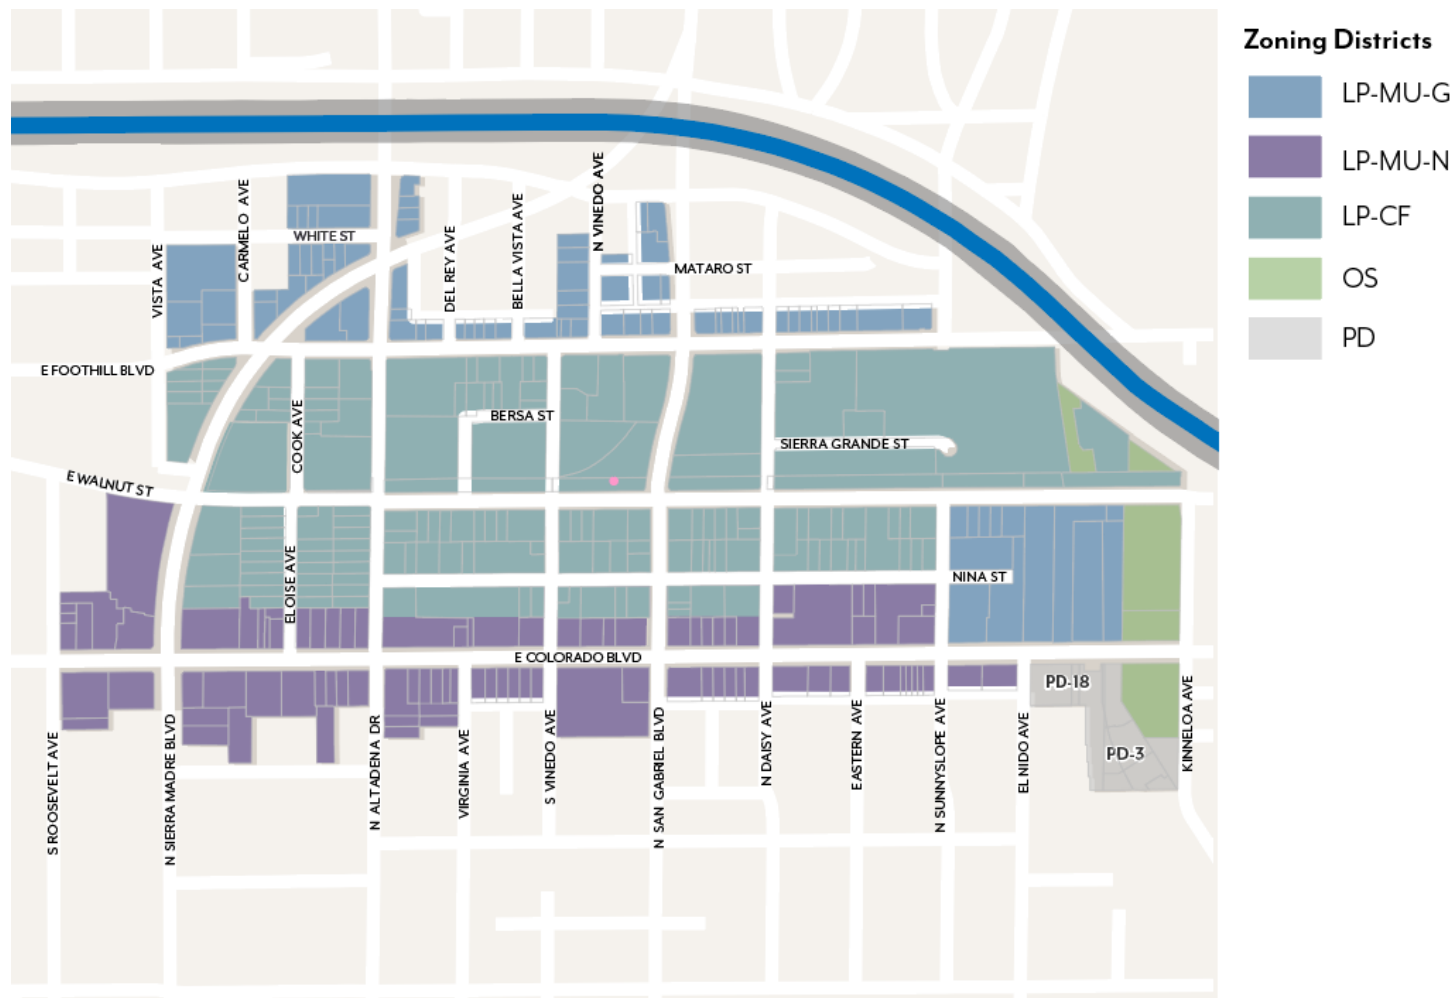 Zoning Districts
LP-MU-G
LP-MU-N
LP-CF
OS
PD
N VINEDO AVE
CARMELO AVE
BELLA VISTA AVE
DEL REY AVE
WHITE ST
VISTA AVE
MATARO ST
E FOOTHILL BLVD
COOK AVE
BERSA ST
SIERRA GRANDE ST
E WALNUT ST
ELOISE AVE
NINA ST
E COLORADO BLVD
PD-18
PD-3
KINNELOA AVE
S ROOSEVELT AVE
N SIERRA MADRE BLVD
N ALTADENA DR
VIRGINIA AVE
S VINEDO AVE
N SAN GABRIEL BLVD
N DAISY AVE
EASTERN AVE
N SUNNYSLOPE AVE
EL NIDO AVE